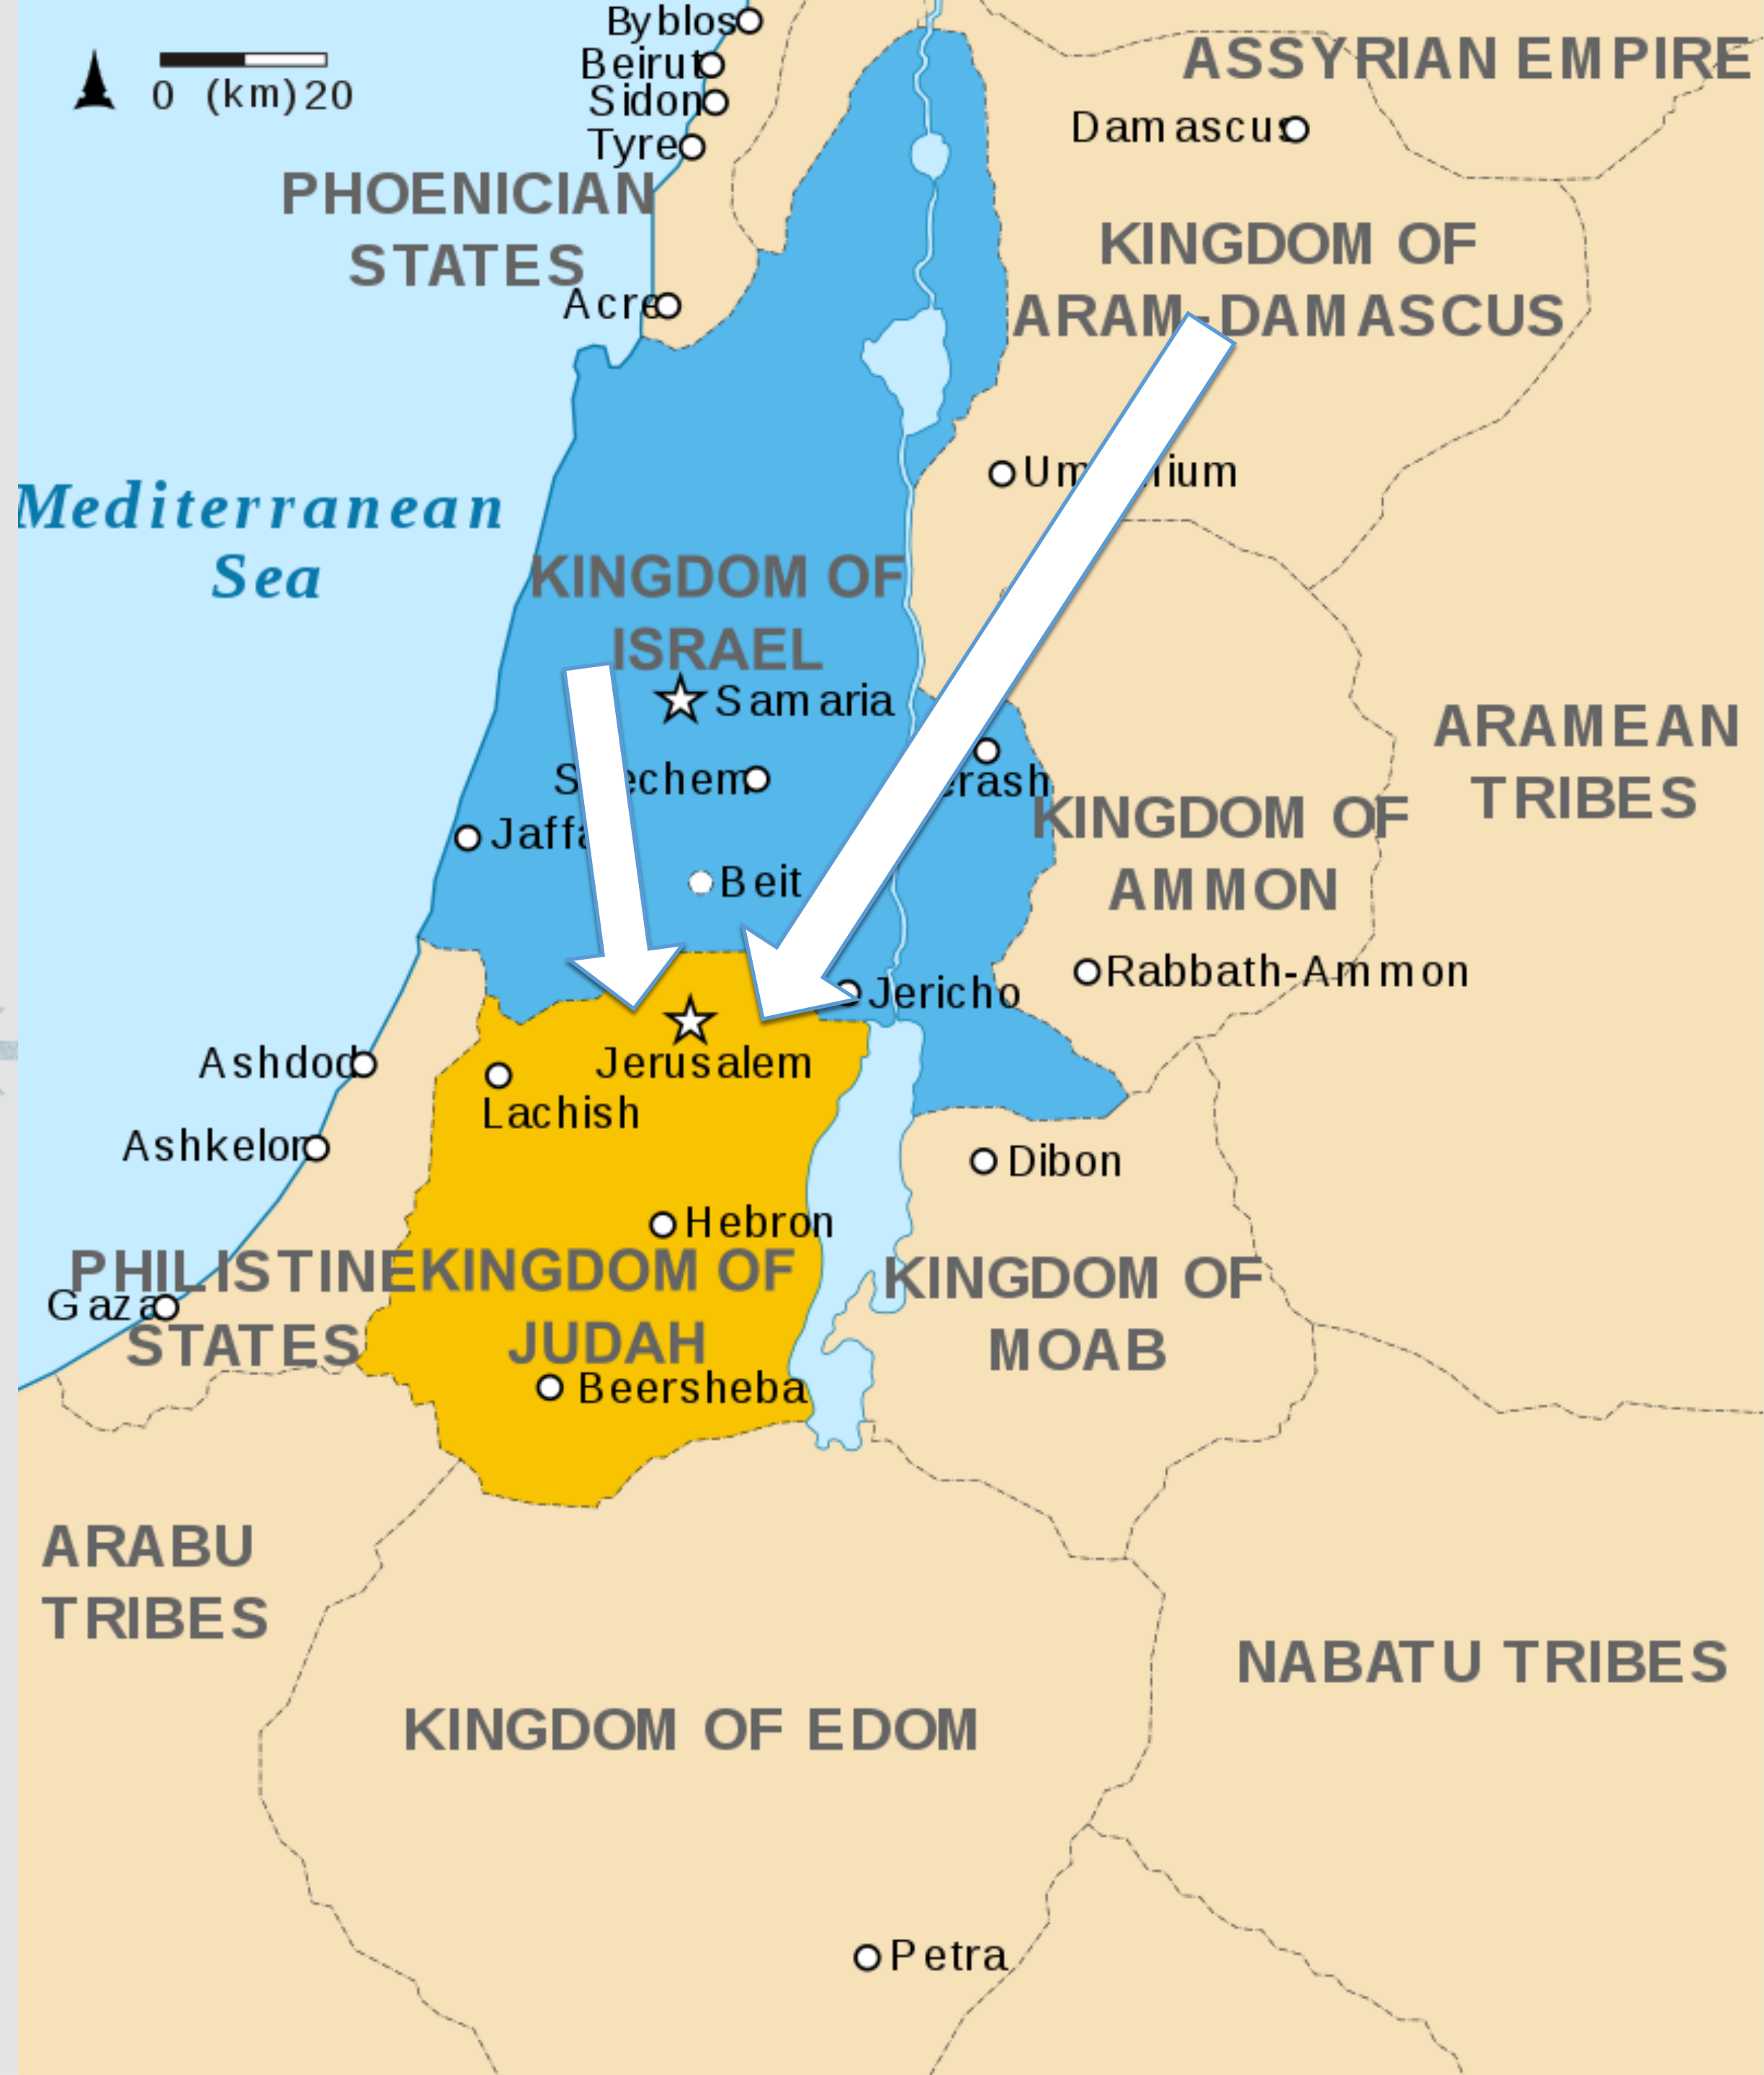 Byblos
Beirut
Sidon
Tyre
0 (km) 20
ASSYRIAN EMPIRE
Damascus
PHOENICIAN
STATES
Acre
KINGDOM OF
ARAM-DAMASCUS
Mediterranean
Sea
KINGDOM OF
ISRAEL
Samaria
Jaffa
Beit
ARAMEAN
TRIBES
KINGDOM OF
AMMON
Rabbath-Ammon
Jericho
Jerusalem
Lachish
Ashdod
Ashkelon
Dibon
Hebron
PHILISTINE
STATES
Gaza
KINGDOM OF
JUDAH
Beersheba
KINGDOM OF
MOAB
ARABU
TRIBES
NABATU TRIBES
KINGDOM OF EDOM
Petra